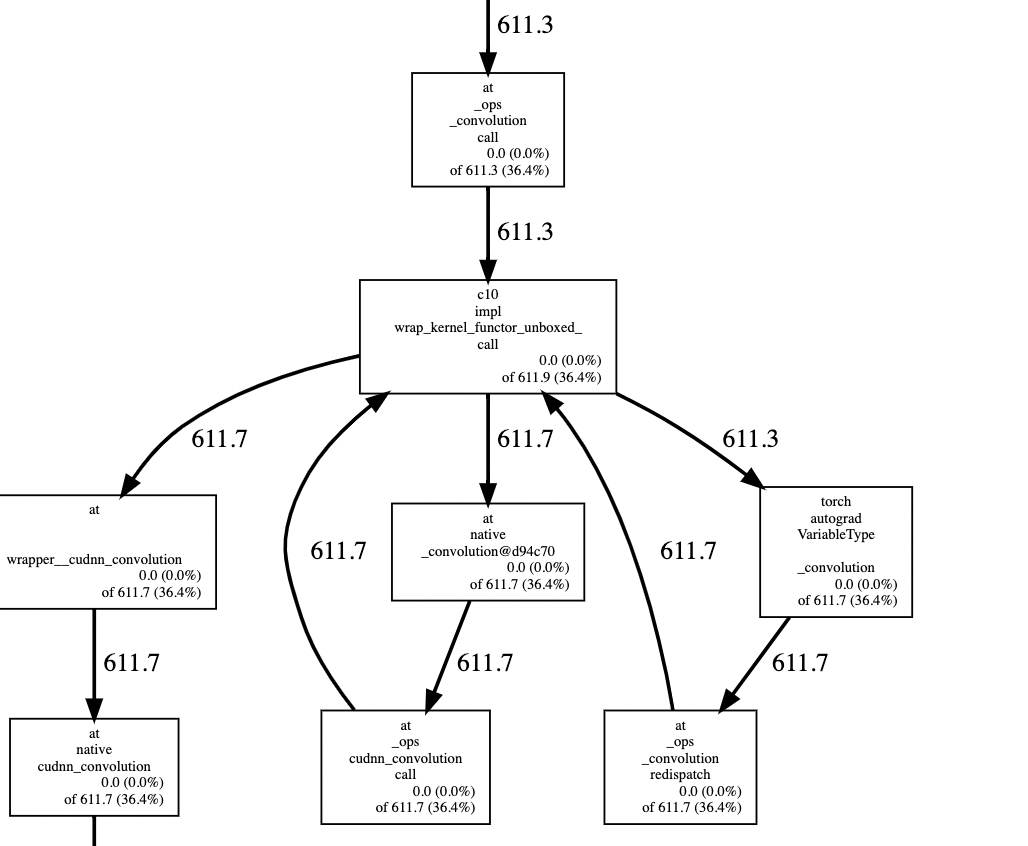 611.3
at
_ops
_convolution
call
0.0 (0.0%)
of 611.3 (36.4%)
611.3
c10
impl
wrap_kernel_functor_unboxed_
call
0.0 (0.0%)
of 611.9 (36.4%)
611.7
611.7
611.3
at
wrapper__cudnn_convolution
0.0 (0.0%)
of 611.7 (36.4%)
611.7
at
native
_convolution@d94c70
0.0 (0.0%)
of 611.7 (36.4%)
611.7
torch
autograd
VariableType
_convolution
0.0 (0.0%)
of 611.7 (36.4%)
611.7
611.7
611.7
at
native
cudnn_convolution
0.0 (0.0%)
of 611.7 (36.4%)
at
_ops
cudnn_convolution
call
0.0 (0.0%)
of 611.7 (36.4%)
at
_ops
_convolution
redispatch
0.0 (0.0%)
of 611.7 (36.4%)